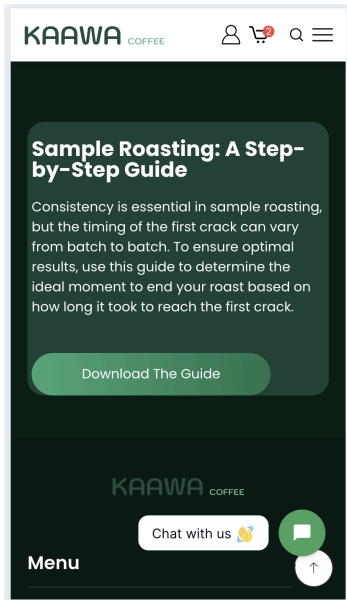 KAAWA COFFEE
2
Sample Roasting: A Step-
by-Step Guide
Consistency is essential in sample roasting,
but the timing of the first crack can vary
from batch to batch. To ensure optimal
results, use this guide to determine the
ideal moment to end your roast based on
how long it took to reach the first crack.
Download The Guide
KAAWA COFFEE
Chat with us 👋
Menu